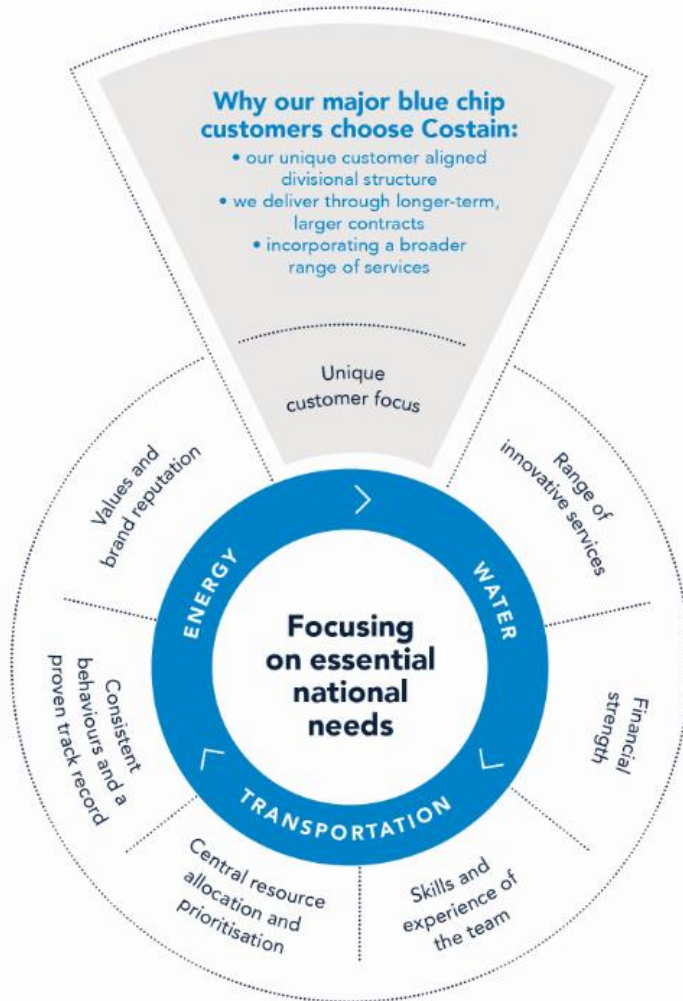 Why our major blue chip
customers choose Costain:
• our unique customer aligned
divisional structure
• we deliver through longer-term,
larger contracts
• incorporating a broader
range of services
Unique
customer focus
Range of
innovative services
Financial
strength
Skills and
experience of
the team
Central resource
allocation and
prioritisation
Consistent
behaviours and a
proven track record
Values and
brand reputation
ENERGY
WATER
TRANSPORTATION
Focusing
on essential
national
needs